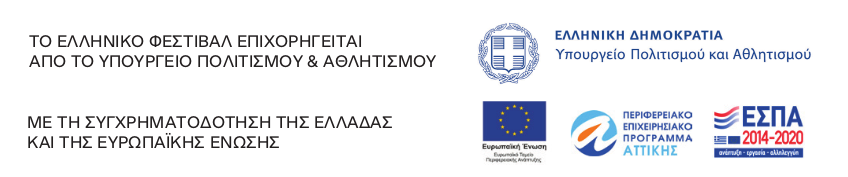 ΤΟ ΕΛΛΗΝΙΚΟ ΦΕΣΤΙΒΑΛ ΕΠΙΧΟΡΗΓΕΙΤΑΙ
ΑΠΟ ΤΟ ΥΠΟΥΡΓΕΙΟ ΠΟΛΙΤΙΣΜΟΥ & ΑΘΛΗΤΙΣΜΟΥ
ΕΛΛΗΝΙΚΗ ΔΗΜΟΚΡΑΤΙΑ
Υπουργείο Πολιτισμού και Αθλητισμού
ΜΕ ΤΗ ΣΥΓΧΡΗΜΑΤΟΔΟΤΗΣΗ ΤΗΣ ΕΛΛΑΔΑΣ
ΚΑΙ ΤΗΣ ΕΥΡΩΠΑΪΚΗΣ ΕΝΩΣΗΣ
Ευρωπαϊκή Ένωση
Ευρωπαϊκό Ταμείο
Περιφερειακής Ανάπτυξης
ΠΕΡΙΦΕΡΕΙΑΚΟ
ΕΠΙΧΕΙΡΗΣΙΑΚΟ
ΠΡΟΓΡΑΜΜΑ
ΑΤΤΙΚΗΣ
ΕΣΠΑ
2014-2020
ανάπτυξη - εργασία - αλληλεγγύη